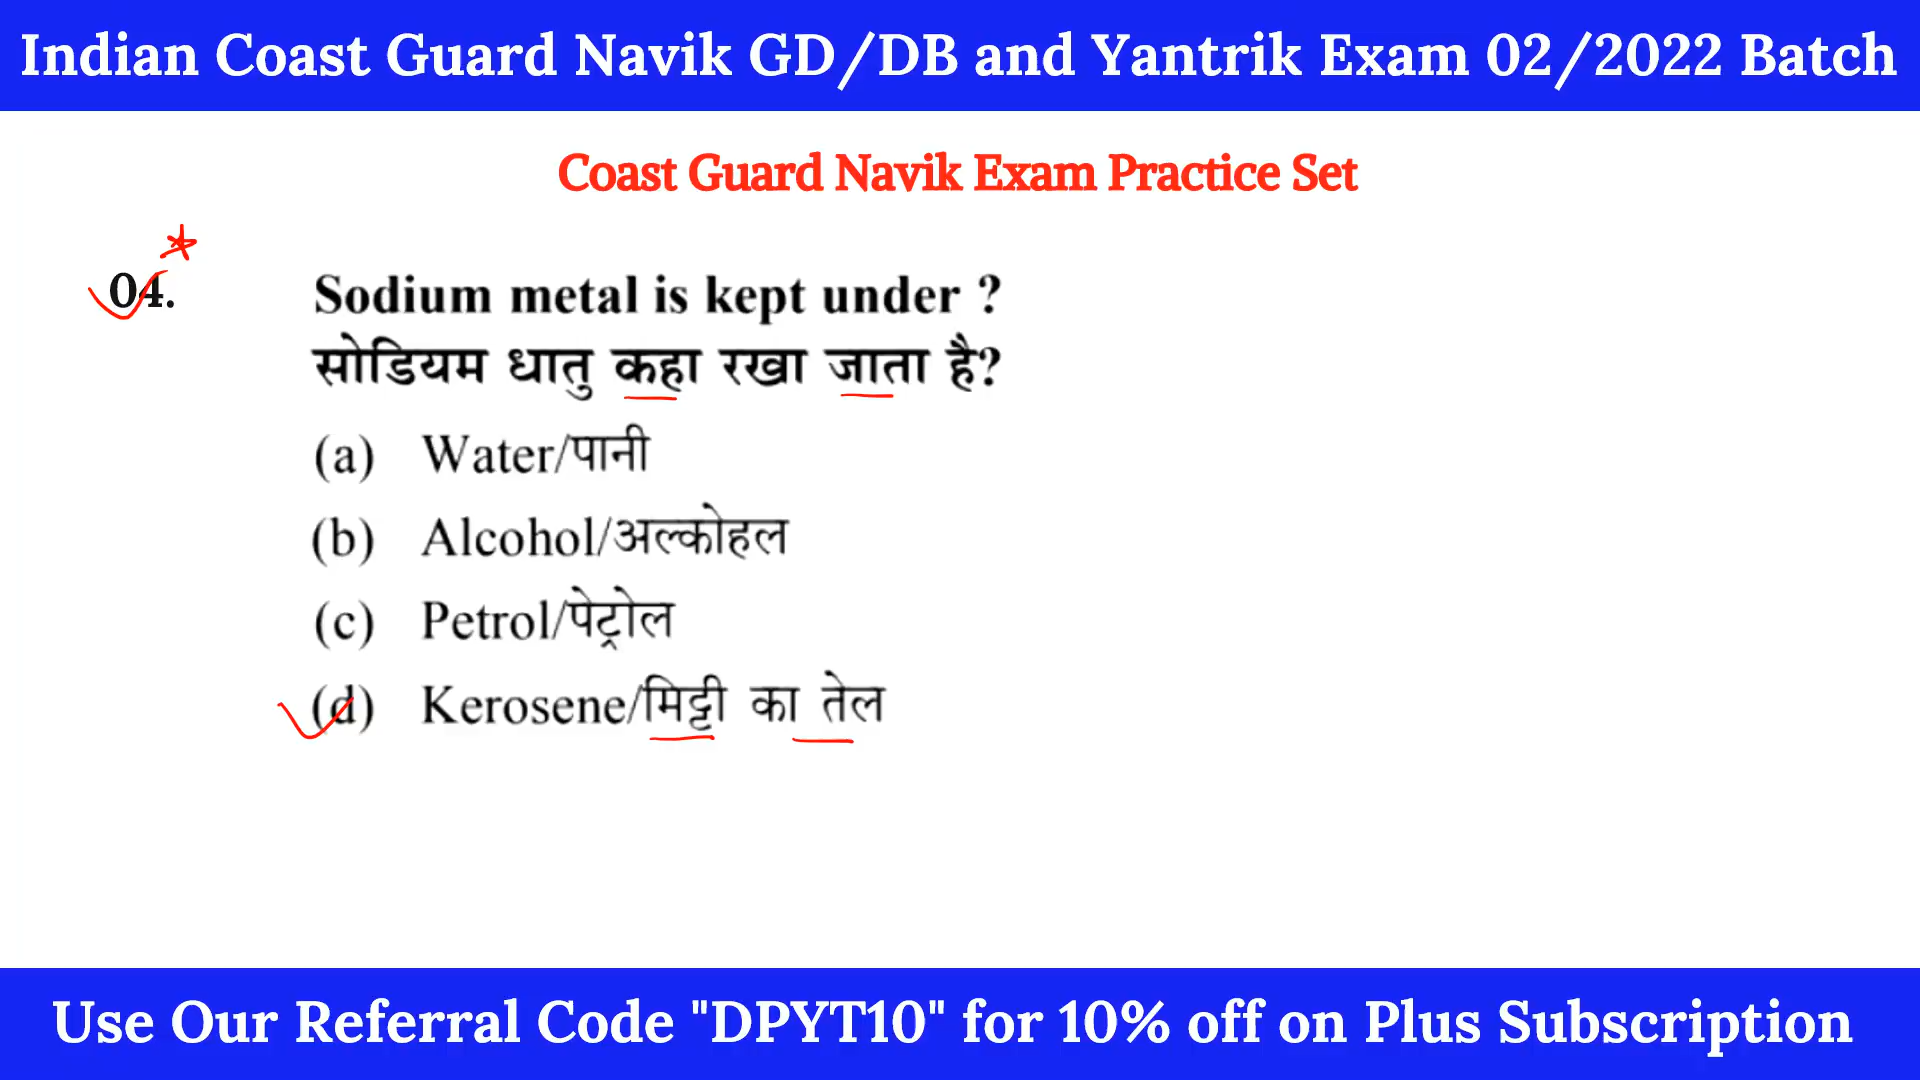 Indian Coast Guard Navik GD/DB and Yantrik Exam 02/2022 Batch
Coast Guard Navik Exam Practice Set
04. Sodium metal is kept under ?
सोडियम धातु कहा रखा जाता है?
(a) Water/पानी
(b) Alcohol/अल्कोहल
(c) Petrol/पेट्रोल
(d) Kerosene/मिट्टी का तेल
Use Our Referral Code "DPYT10" for 10% off on Plus Subscription